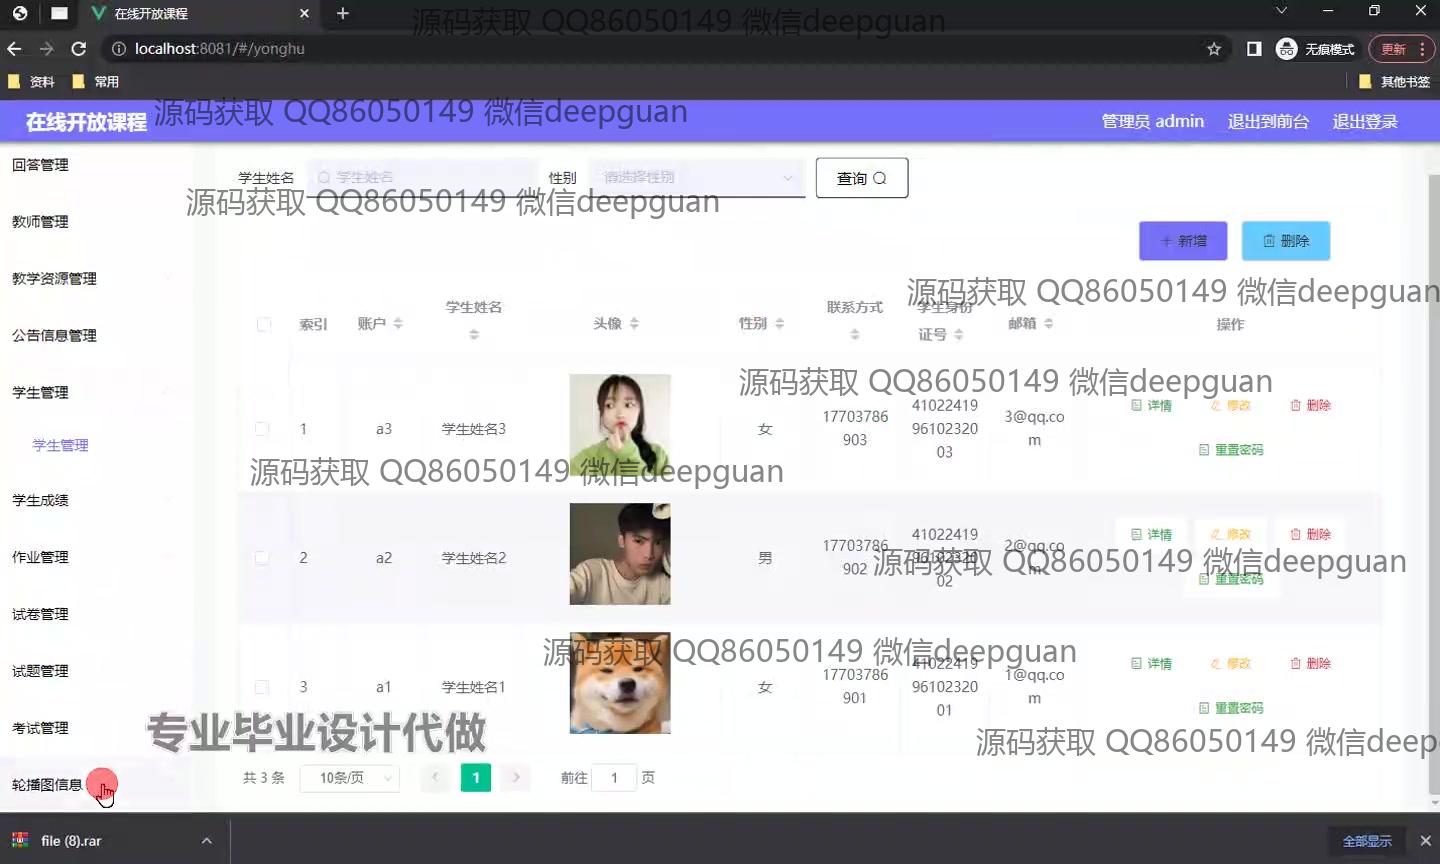 在线开放课程
源码获取 QQ86050149 微信deepguan
localhost:8081/#/yonghu
无痕模式
更新
资料
常用
其他书签
在线开放课程
源码获取 QQ86050149 微信deepguan
管理员 admin
退出到前台
退出登录
回答管理
教师管理
教学资源管理
公告信息管理
学生管理
学生管理
学生成绩
作业管理
试卷管理
试题管理
考试管理
轮播图信息
学生姓名
学生姓名
性别
请选择性别
查询
源码获取 QQ86050149 微信deepguan
+ 新增
删除
源码获取 QQ86050149 微信deepguan
索引
账户
学生姓名
头像
性别
联系方式
学生身份
证号
邮箱
操作
源码获取 QQ86050149 微信deepguan
1
a3
学生姓名3
女
17703786
903
41022419
96102320
03
3@qq.co
m
详情
修改
删除
重置密码
源码获取 QQ86050149 微信deepguan
2
a2
学生姓名2
男
17703786
902
41022419
96102320
02
2@qq.co
m
详情
修改
删除
重置密码
源码获取 QQ86050149 微信deepguan
源码获取 QQ86050149 微信deepguan
3
a1
学生姓名1
女
17703786
901
41022419
96102320
01
1@qq.co
m
详情
修改
删除
重置密码
专业毕业设计代做
源码获取 QQ86050149 微信deep
共 3 条
10条/页
1
前往
1
页
file (8).rar
全部显示